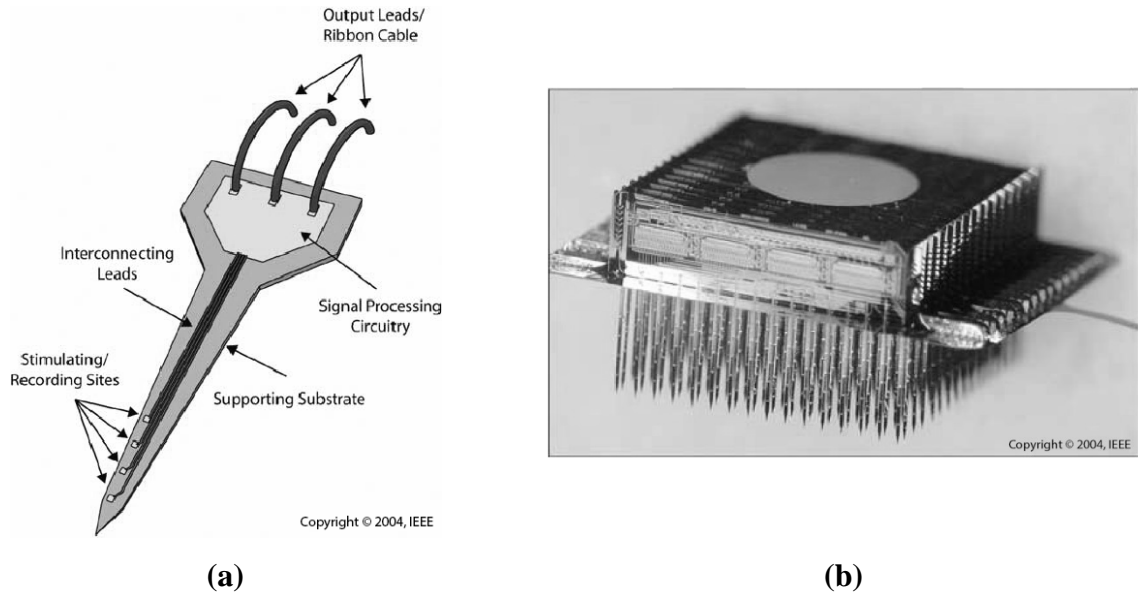 Output Leads/
Ribbon Cable
Interconnecting
Leads
Signal Processing
Circuitry
Stimulating/
Recording Sites
Supporting Substrate
Copyright © 2004, IEEE
Copyright © 2004, IEEE
(a)
(b)